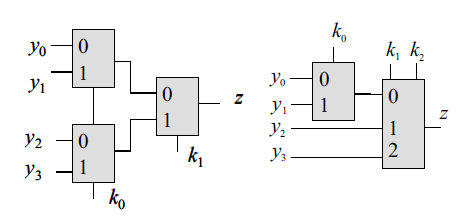 y₀ 0
y₁ 1
0
1
z
y₂ 0
y₃ 1
k₀
k₁
k₀
k₁ k₂
y₀ 0
y₁ 1
y₂
y₃
0
1
2
z